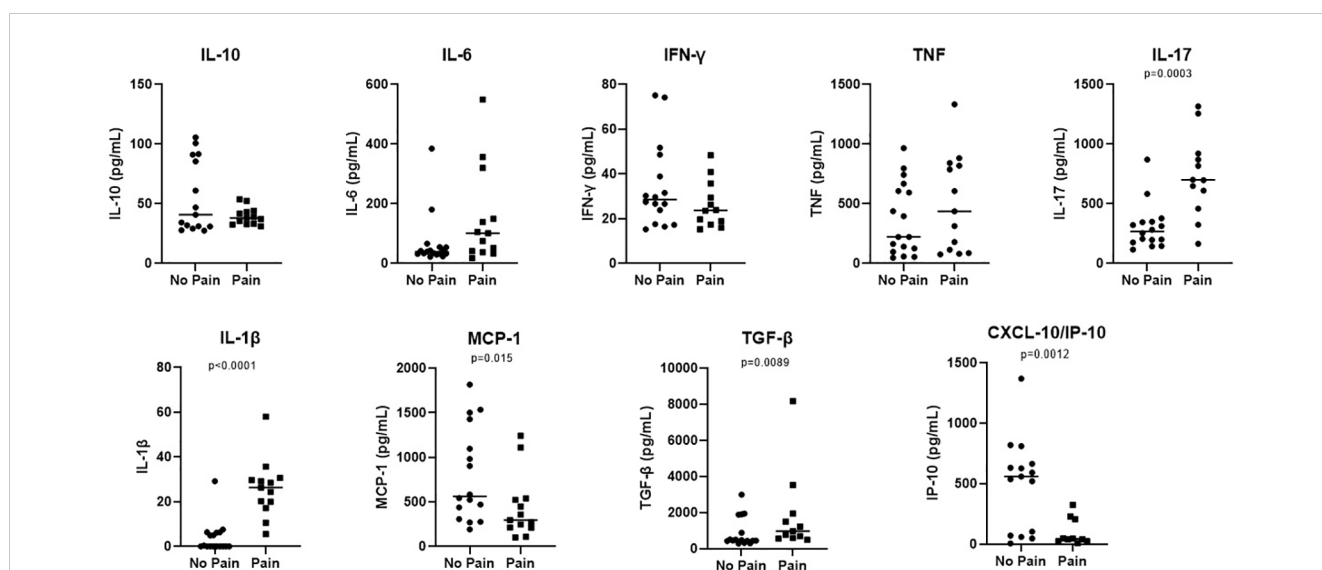 IL-10
IL-6
IFN-γ
TNF
IL-17
p=0.0003
150
100
50
0
IL-10 (pg/mL)
No Pain Pain
600
400
200
0
IL-6 (pg/mL)
No Pain Pain
80
60
40
20
0
IFN-γ (pg/mL)
No Pain Pain
1500
1000
500
0
TNF (pg/mL)
No Pain Pain
1500
1000
500
0
IL-17 (pg/mL)
No Pain Pain
IL-1β
p<0.0001
80
60
40
20
0
IL-1β
No Pain Pain
MCP-1
p=0.015
2000
1500
1000
500
0
MCP-1 (pg/mL)
No Pain Pain
TGF-β
p=0.0089
10000
8000
6000
4000
2000
0
TGF-β (pg/mL)
No Pain Pain
CXCL-10/IP-10
p=0.0012
1500
1000
500
0
IP-10 (pg/mL)
No Pain Pain